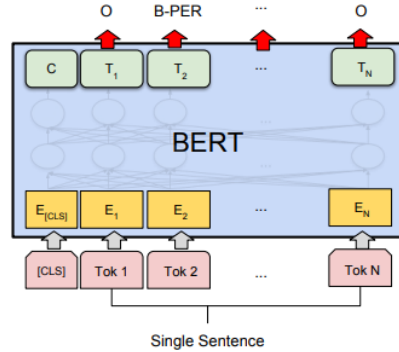 O B-PER ... O
C T1 T2 ... TN
...
...
BERT
E[CLS] E1 E2 ... EN
[CLS] Tok 1 Tok 2 ... Tok N
Single Sentence